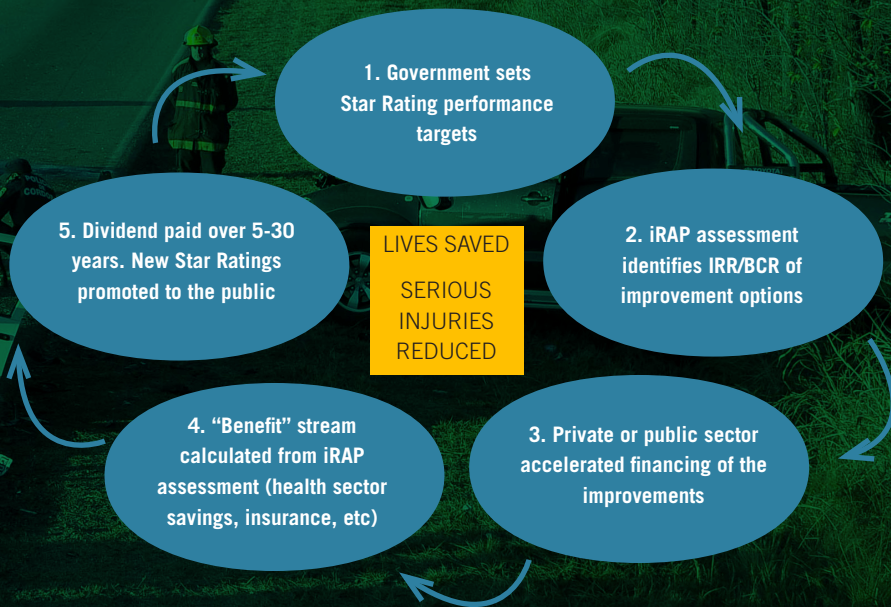 1. Government sets
Star Rating performance
targets
2. iRAP assessment
identifies IRR/BCR of
improvement options
3. Private or public sector
accelerated financing of the
improvements
4. “Benefit” stream
calculated from iRAP
assessment (health sector
savings, insurance, etc)
5. Dividend paid over 5-30
years. New Star Ratings
promoted to the public
LIVES SAVED
SERIOUS
INJURIES
REDUCED